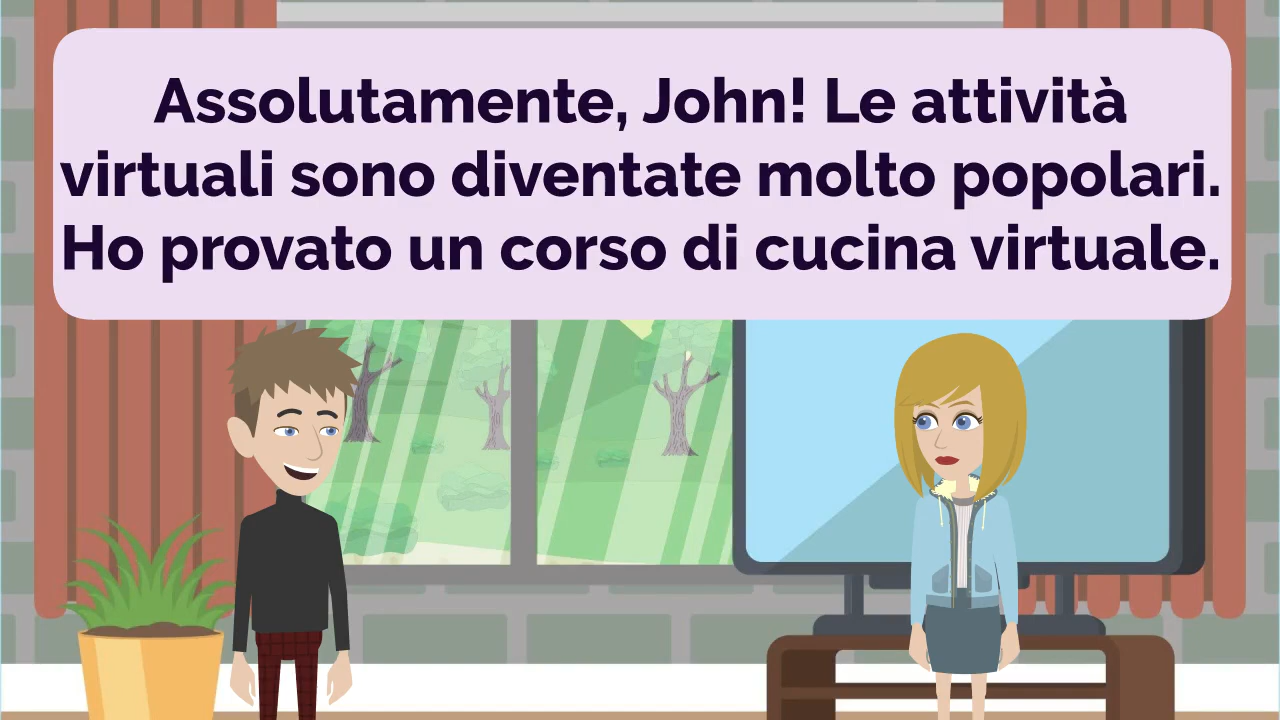 Assolutamente, John! Le attività
virtuali sono diventate molto popolari.
Ho provato un corso di cucina virtuale.